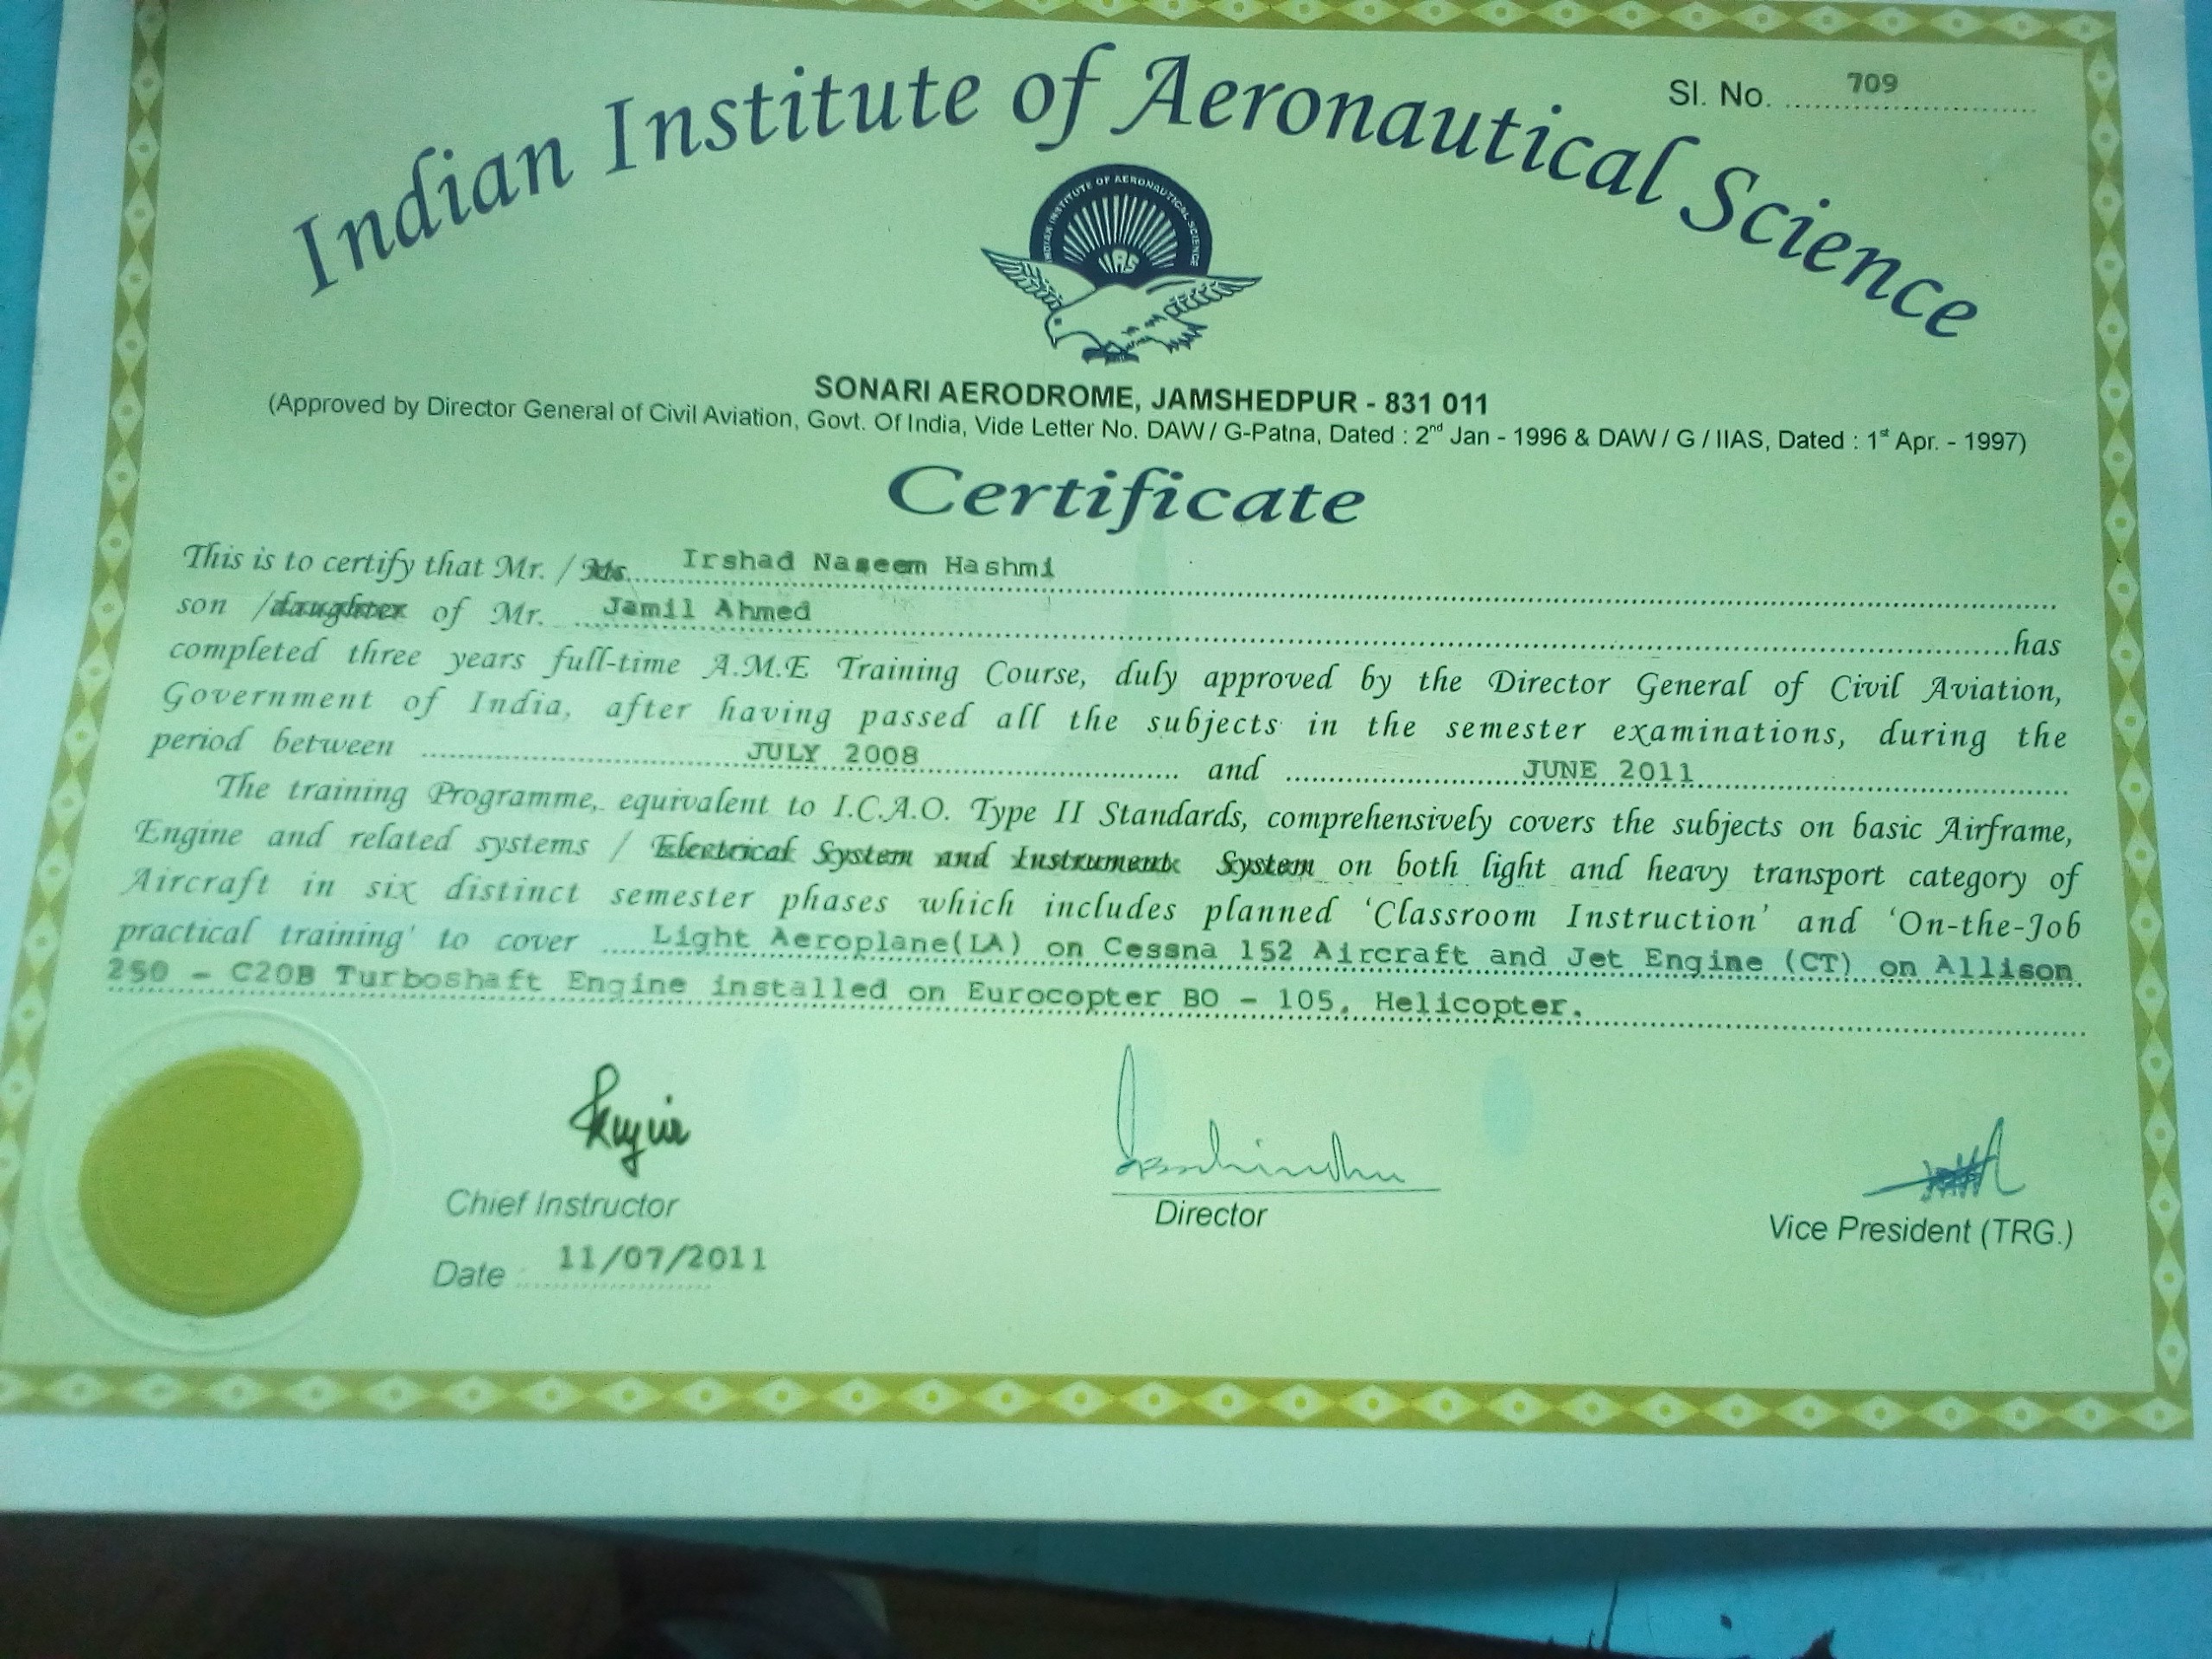 Sl. No. 709
Indian Institute of Aeronautical Science
INDIAN INSTITUTE OF AERONAUTICAL SCIENCE
IIAS
SONARI AERODROME, JAMSHEDPUR - 831 011
(Approved by Director General of Civil Aviation, Govt. Of India, Vide Letter No. DAW / G-Patna, Dated : 2nd Jan - 1996 & DAW / G / IIAS, Dated : 1st Apr. - 1997)
Certificate
This is to certify that Mr. / Ms. Irshad Naseem Hashmi
son / daughter of Mr. Jamil Ahmed has
completed three years full-time A.M.E Training Course, duly approved by the Director General of Civil Aviation,
Government of India, after having passed all the subjects in the semester examinations, during the
period between JULY 2008 and JUNE 2011
The training Programme, equivalent to I.C.A.O. Type II Standards, comprehensively covers the subjects on basic Airframe,
Engine and related systems / Electrical System and Instrument System on both light and heavy transport category of
Aircraft in six distinct semester phases which includes planned 'Classroom Instruction' and 'On-the-Job
practical training' to cover Light Aeroplane(LA) on Cessna 152 Aircraft and Jet Engine (CT) on Allison
250 - C20B Turboshaft Engine installed on Eurocopter BO - 105, Helicopter.
Chief Instructor
Director
Vice President (TRG.)
Date 11/07/2011